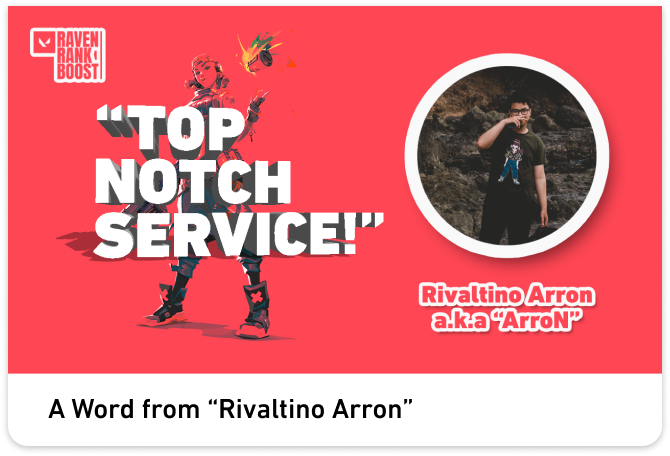 RAVEN
RANK
BOOST
“TOP
NOTCH
SERVICE!”
Rivaltino Arron
a.k.a “ArroN”
A Word from “Rivaltino Arron”